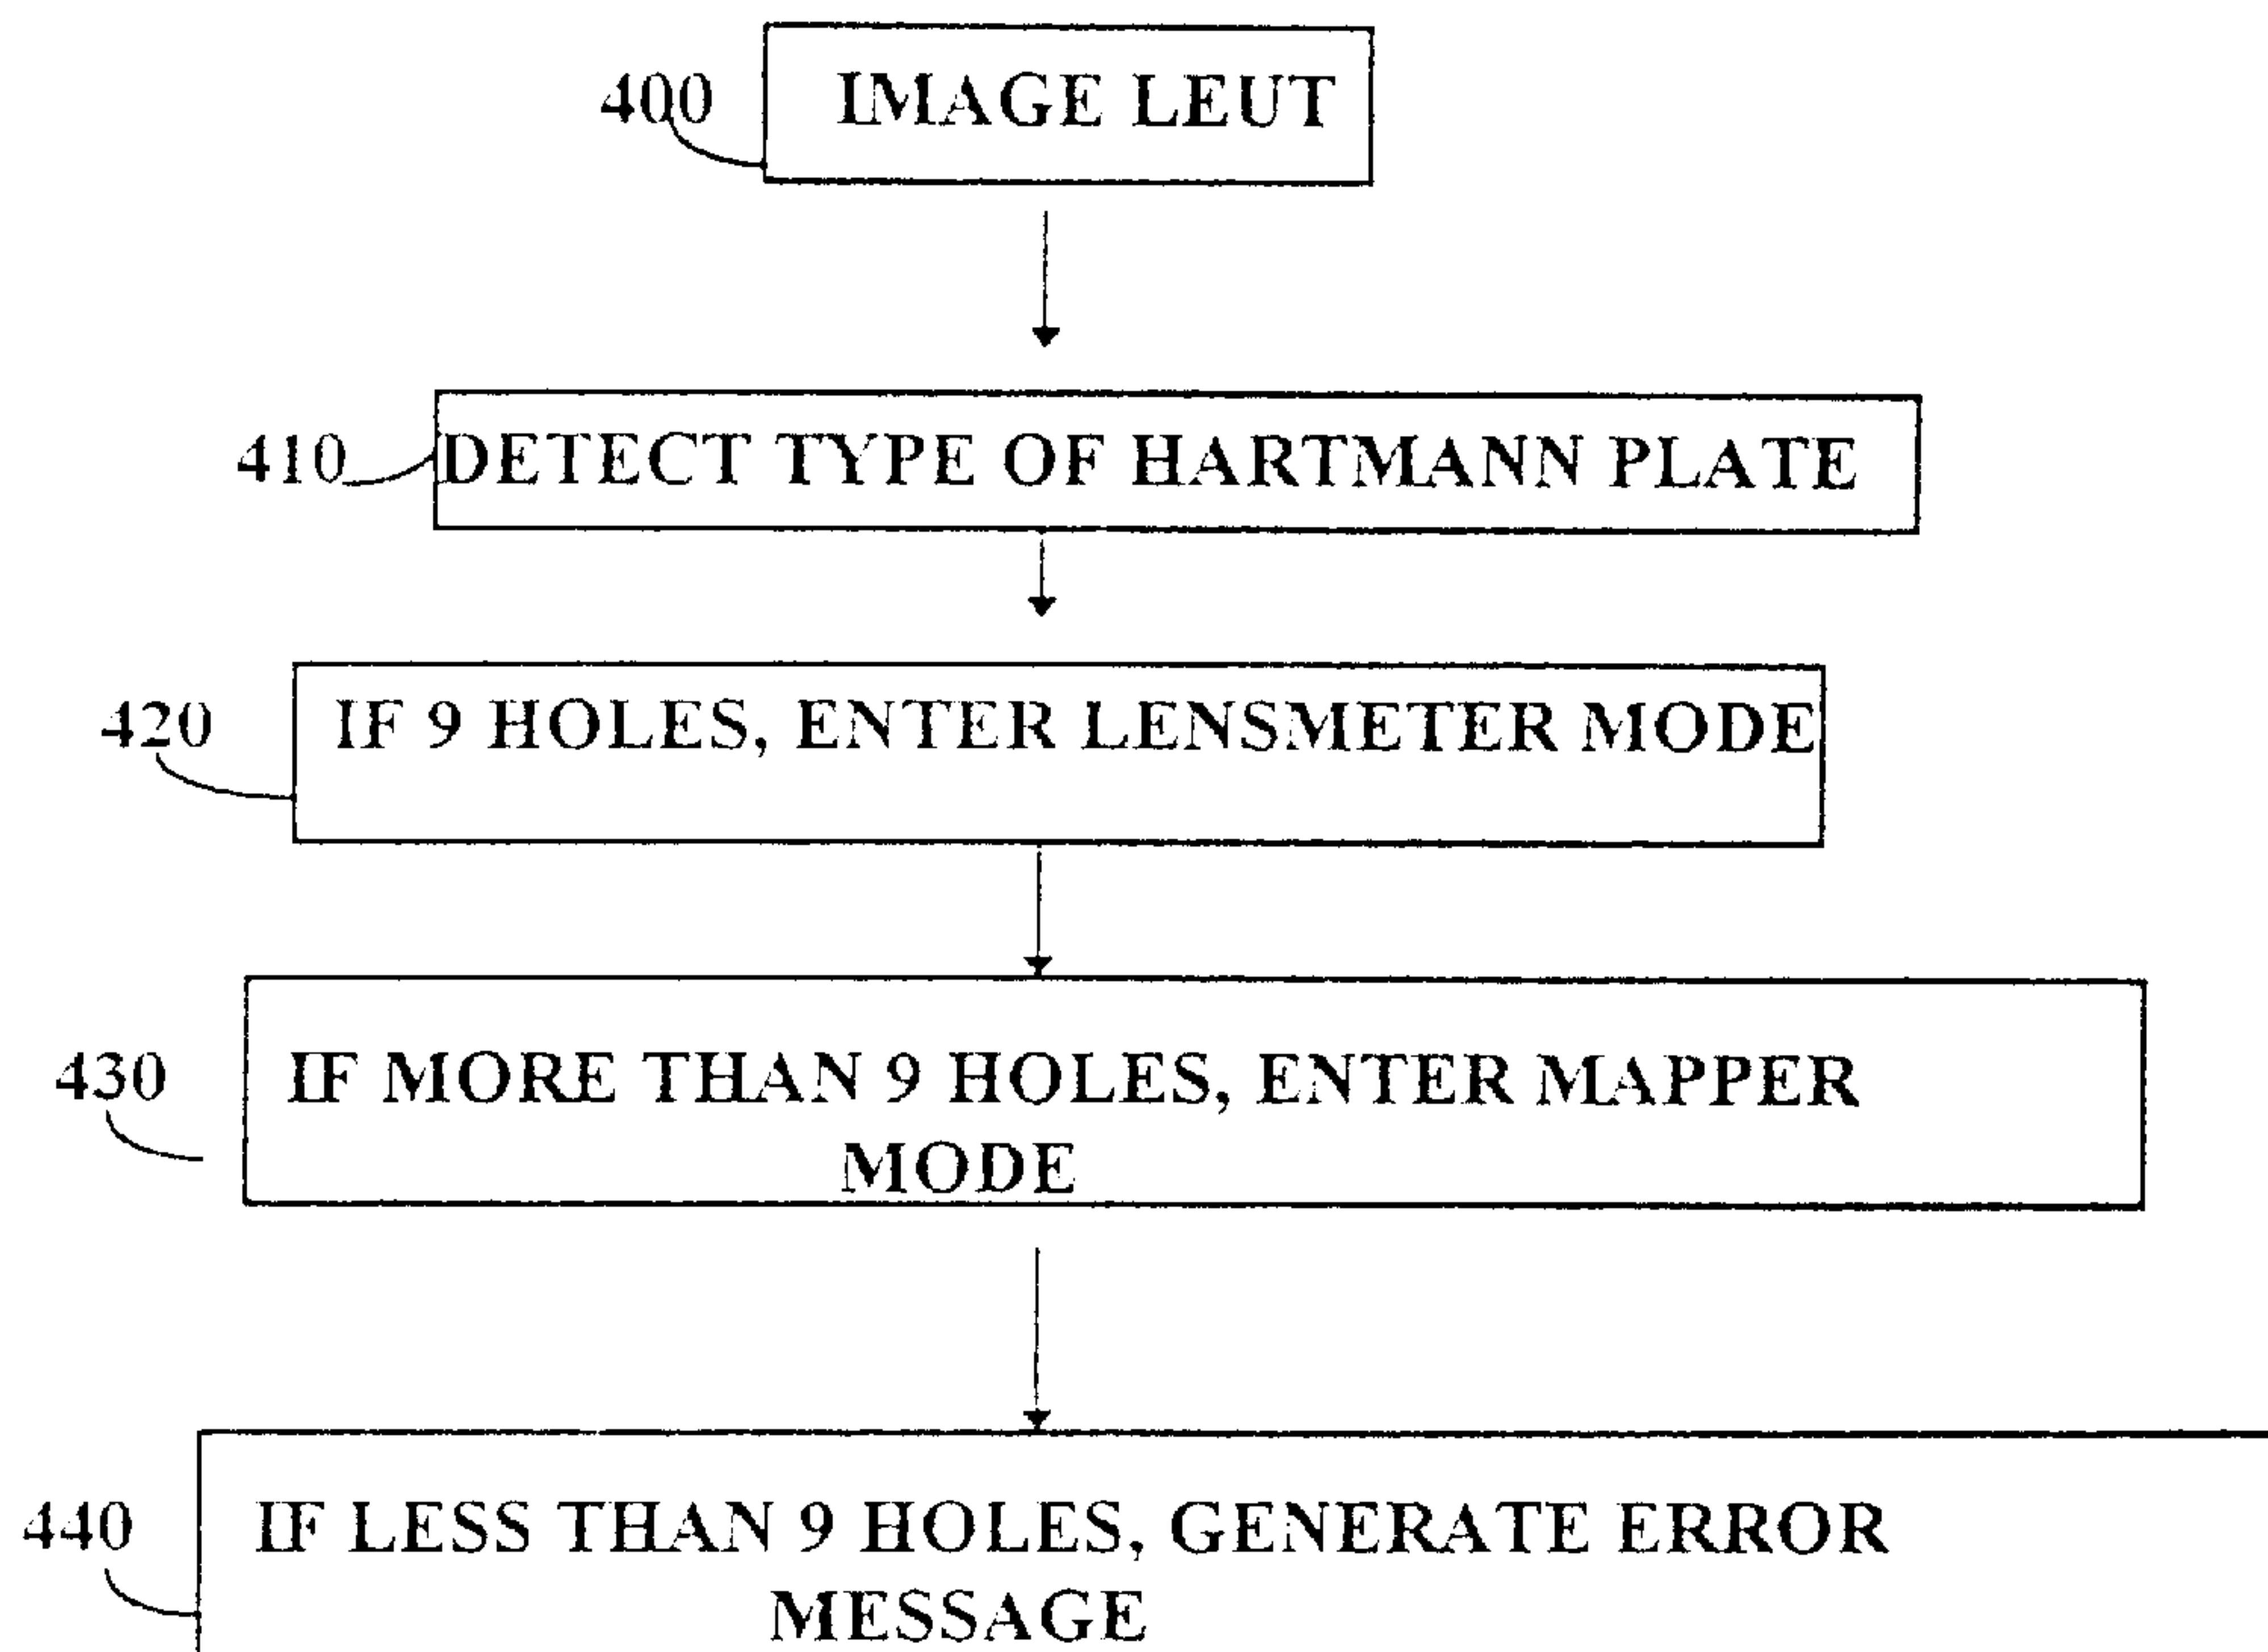 400 IMAGE LEUT
410 DETECT TYPE OF HARTMANN PLATE
420 IF 9 HOLES, ENTER LENSMETER MODE
430 IF MORE THAN 9 HOLES, ENTER MAPPER
MODE
440 IF LESS THAN 9 HOLES, GENERATE ERROR
MESSAGE